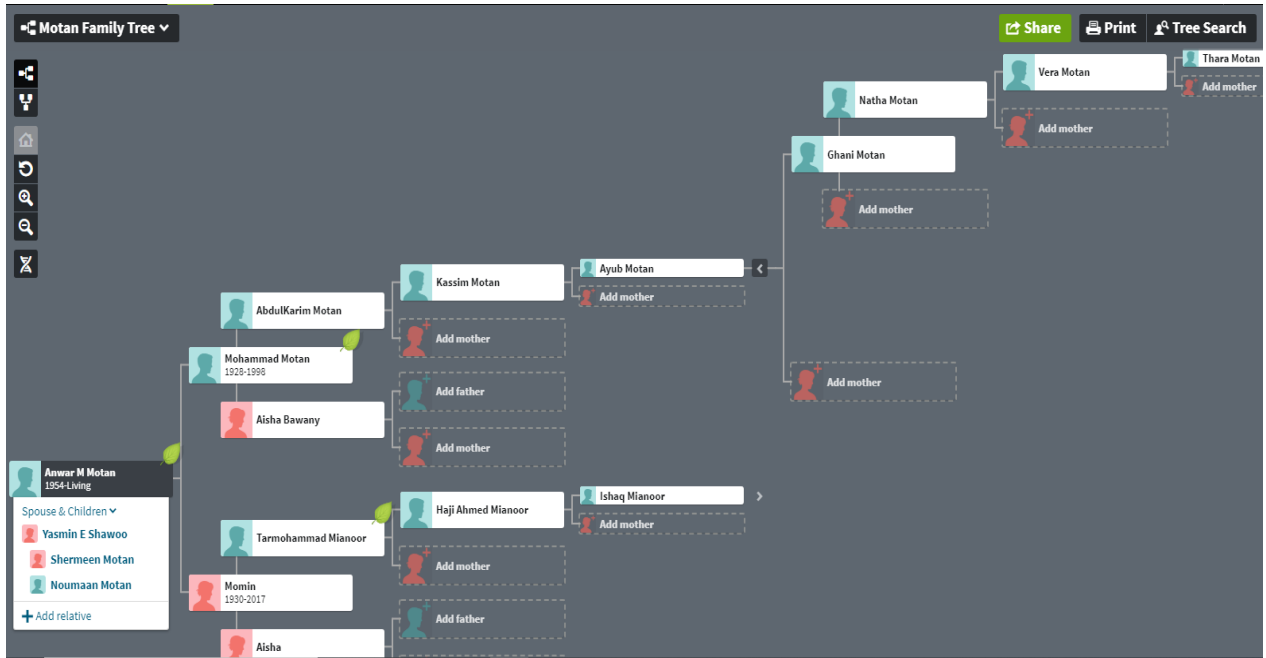 Motan Family Tree
Share
Print
Tree Search
Thara Motan
Vera Motan
Add mother
Natha Motan
Add mother
Ghani Motan
Add mother
Ayub Motan
Kassim Motan
Add mother
AbdulKarim Motan
Add mother
Mohammad Motan
1928-1998
Add mother
Add father
Aisha Bawany
Add mother
Anwar M Motan
1954-Living
Spouse & Children
Yasmin E Shawoo
Shermeen Motan
Noumaan Motan
Add relative
Ishaq Mianoor
Haji Ahmed Mianoor
Add mother
Tarmohammad Mianoor
Add mother
Momin
1930-2017
Add father
Aisha